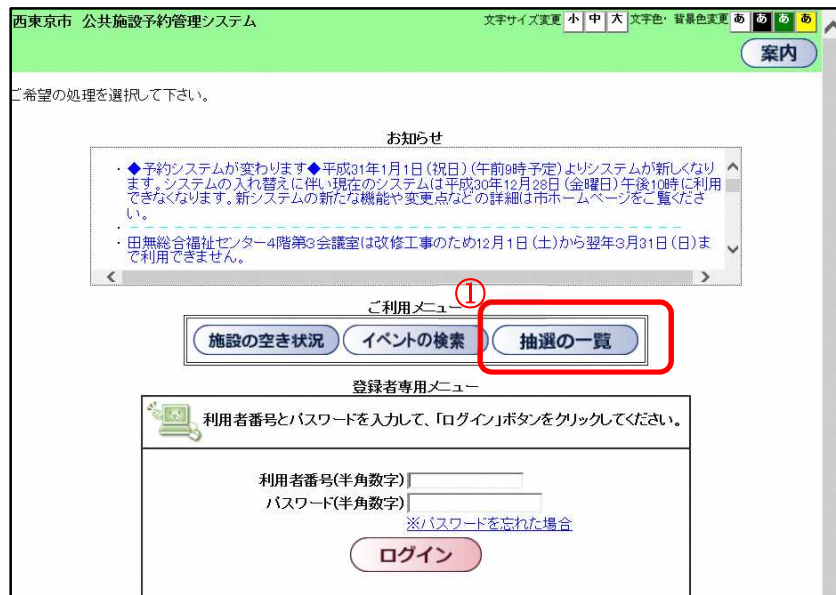 西東京市 公共施設予約管理システム
文字サイズ変更 小 中 大 文字色・背景色変更 あ あ あ あ
案内
ご希望の処理を選択して下さい。
お知らせ
・◆予約システムが変わります◆平成31年1月1日(祝日)(午前9時予定)よりシステムが新しくなり
ます。システムの入れ替えに伴い現在のシステムは平成30年12月28日(金曜日)午後10時に利用
できなくなります。新システムの新たな機能や変更点などの詳細は市ホームページをご覧くださ
い。
・
・田無総合福祉センター4階第3会議室は改修工事のため12月1日(土)から翌年3月31日(日)ま
で利用できません。
①
ご利用メニュー
施設の空き状況 イベントの検索 抽選の一覧
登録者専用メニュー
利用者番号とパスワードを入力して、「ログイン」ボタンをクリックしてください。
利用者番号(半角数字)
パスワード(半角数字)
※パスワードを忘れた場合
ログイン